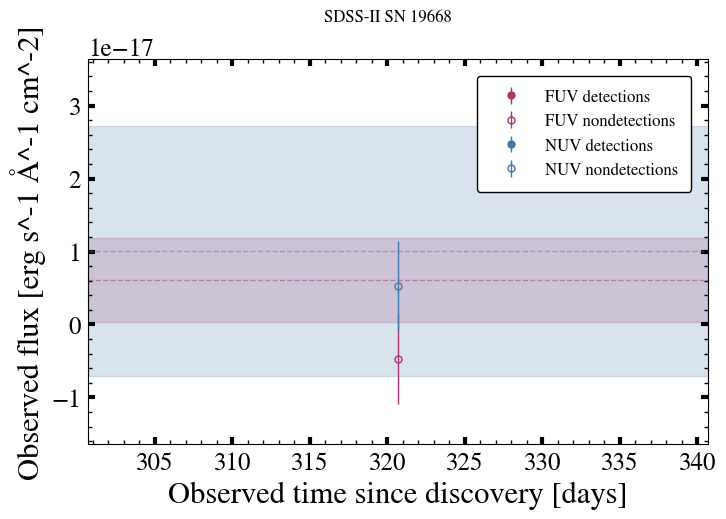 SDSS-II SN 19668
1e−17
Observed flux [erg s^-1 Å^-1 cm^-2]
3
2
1
0
−1
FUV detections
FUV nondetections
NUV detections
NUV nondetections
305 310 315 320 325 330 335 340
Observed time since discovery [days]